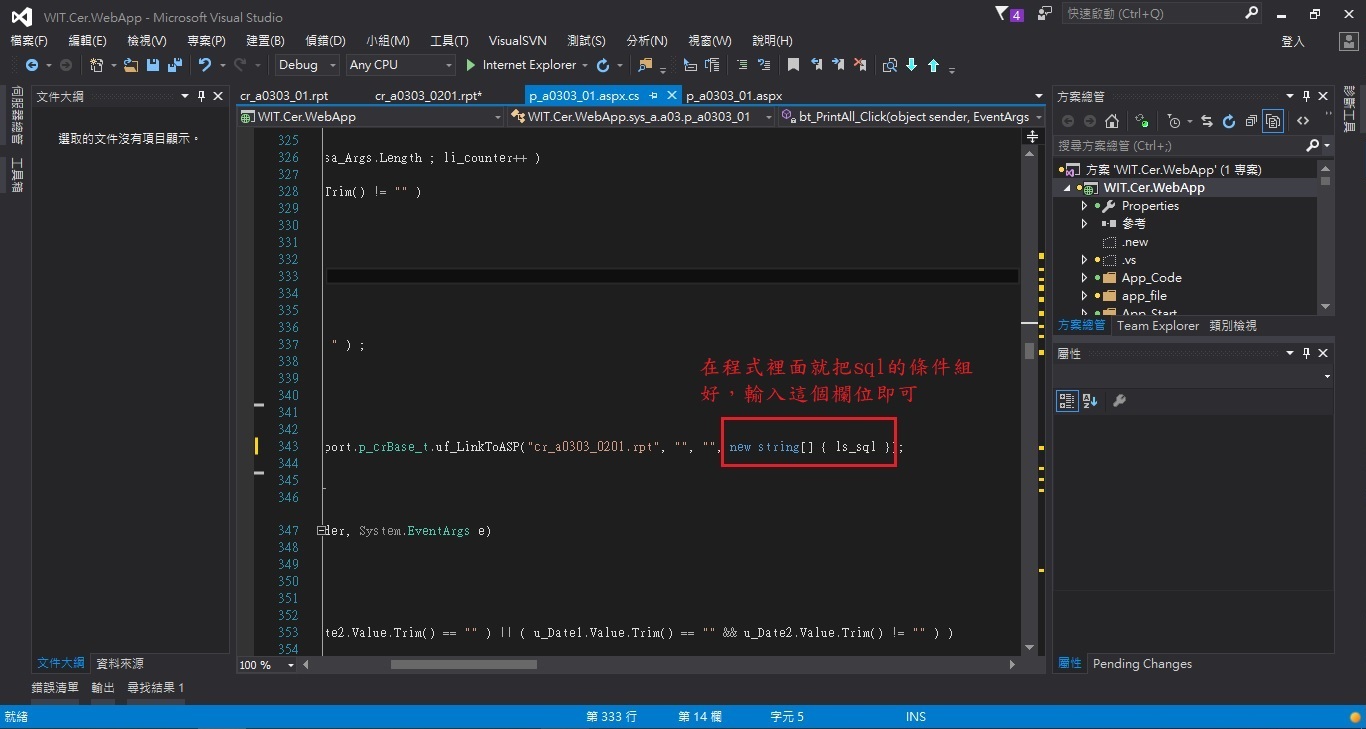 WIT.Cer.WebApp - Microsoft Visual Studio
4
快速啟動 (Ctrl+Q)
檔案(F) 編輯(E) 檢視(V) 專案(P) 建置(B) 偵錯(D) 小組(M) 工具(T) VisualSVN 測試(S) 分析(N) 視窗(W) 說明(H)
登入
Debug Any CPU Internet Explorer
伺服器總管
工具箱
文件大綱
選取的文件沒有項目顯示。
文件大綱 資料來源
cr_a0303_01.rpt cr_a0303_0201.rpt* p_a0303_01.aspx.cs p_a0303_01.aspx
WIT.Cer.WebApp WIT.Cer.WebApp.sys_a.a03.p_a0303_01 bt_PrintAll_Click(object sender, EventArgs
325
326 sa_Args.Length ; li_counter++ )
327
328 Trim() != "" )
329
330
331
332
333
334
335
336
337 " ) ;
338
339
340
341
342
343 port.p_crBase_t.uf_LinkToASP("cr_a0303_0201.rpt", "", "", new string[] { ls_sql });
344
345
346
347 der, System.EventArgs e)
348
349
350
351
352
353 te2.Value.Trim() == "" ) || ( u_Date1.Value.Trim() == "" && u_Date2.Value.Trim() != "" ) )
354
在程式裡面就把sql的條件組
好，輸入這個欄位即可
100 %
方案總管
搜尋方案總管 (Ctrl+;)
方案 'WIT.Cer.WebApp' (1 專案)
WIT.Cer.WebApp
Properties
參考
.new
.vs
App_Code
app_file
App_Start
方案總管 Team Explorer 類別檢視
屬性
屬性 Pending Changes
診斷工具
錯誤清單 輸出 尋找結果 1
就緒 第 333 行 第 14 欄 字元 5 INS